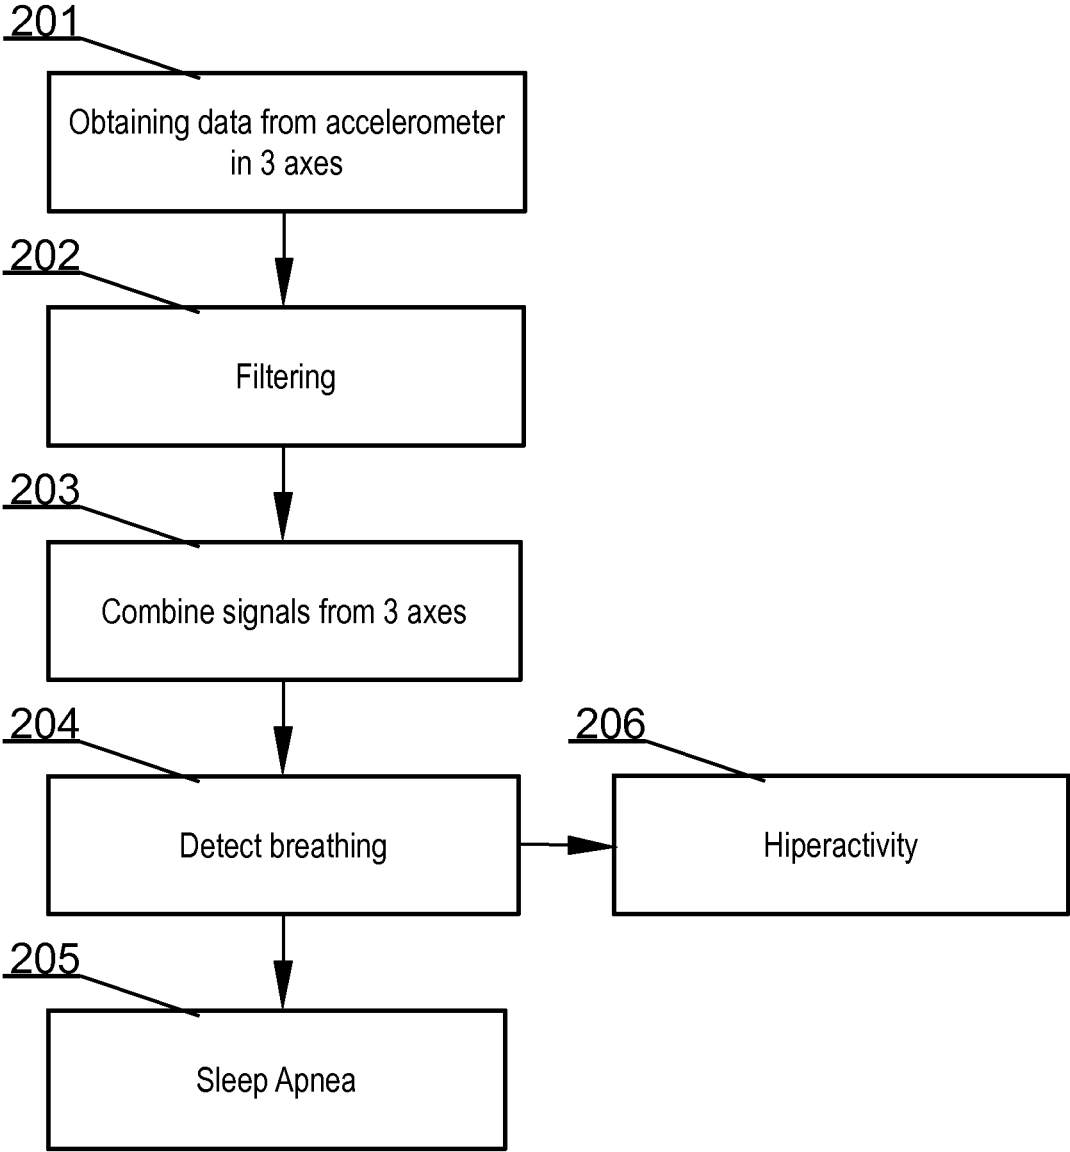 201
Obtaining data from accelerometer
in 3 axes
202
Filtering
203
Combine signals from 3 axes
204
Detect breathing
206
Hiperactivity
205
Sleep Apnea